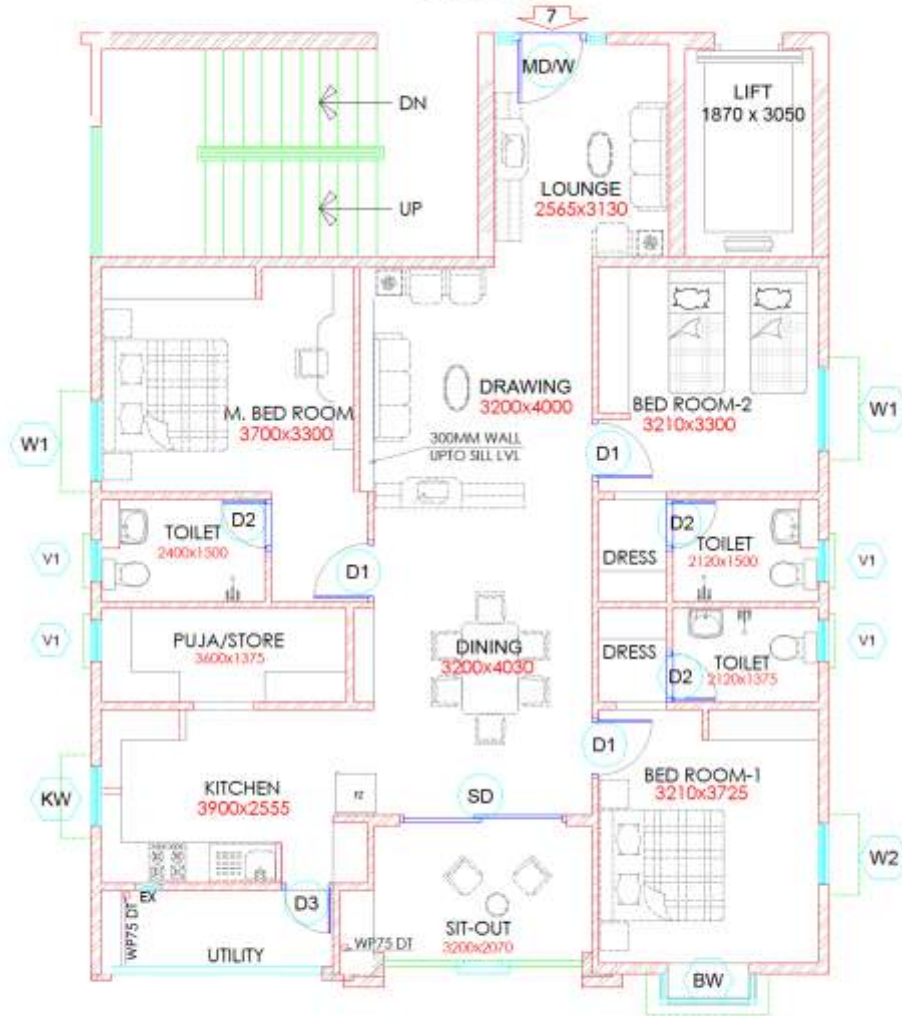 7
MD/W
DN
LIFT
1870 x 3050
UP
LOUNGE
2565x3130
DRAWING
3200x4000
M. BED ROOM
3700x3300
BED ROOM-2
3210x3300
W1
W1
300MM WALL
UPTO SILL LVL
D1
D2
TOILET
2400x1500
D2
TOILET
2120x1500
V1
V1
DRESS
D1
PUJA/STORE
3600x1375
DINING
3200x4030
DRESS
TOILET
2120x1375
V1
V1
D2
D1
KITCHEN
3900x2555
BED ROOM-1
3210x3725
KW
FZ
SD
W2
EX
D3
WP75 DT
UTILITY
WP75 DT
SIT-OUT
3200x2070
BW